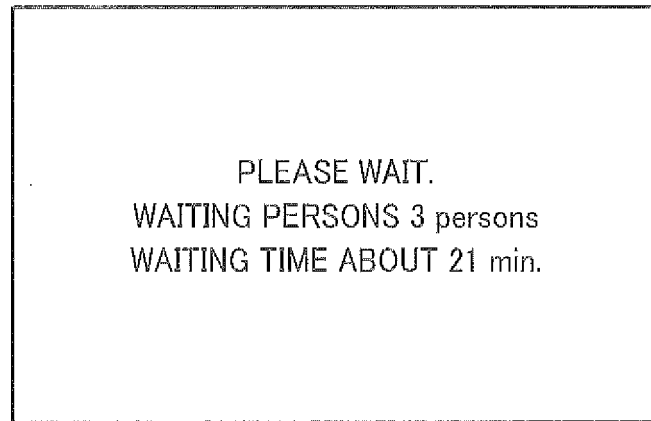 PLEASE WAIT.
WAITING PERSONS 3 persons
WAITING TIME ABOUT 21 min.